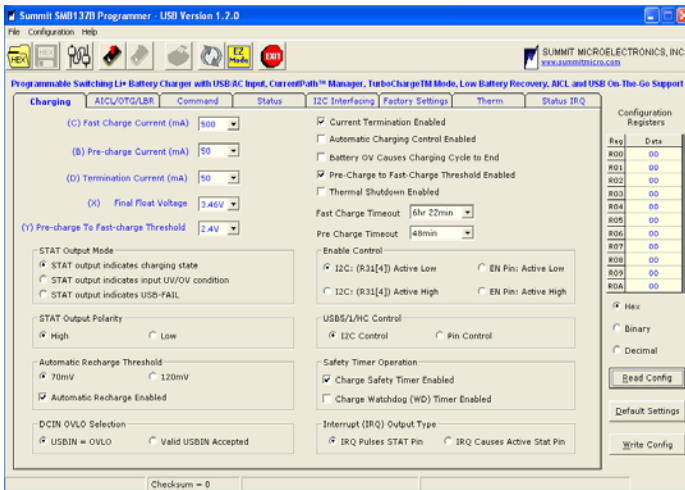 Summit SMB137B Programmer - USB Version 1.2.0
File Configuration Help
HEX HEX EZ Mode EXIT
SUMMIT MICROELECTRONICS, INC
www.summitmicro.com
Programmable Switching Li+ Battery Charger with USB/AC Input, CurrentPath™ Manager, TurboChargeTM Mode, Low Battery Recovery, AICL and USB On-The-Go Support
Charging AICL/OTG/LBR Command Status I2C Interfacing Factory Settings Therm Status IRQ
(C) Fast Charge Current (mA) 500
(B) Pre-charge Current (mA) 50
(D) Termination Current (mA) 50
(X) Final Float Voltage 3.46V
(Y) Pre-charge To Fast-charge Threshold 2.4V
Current Termination Enabled
Automatic Charging Control Enabled
Battery OV Causes Charging Cycle to End
Pre-Charge to Fast-Charge Threshold Enabled
Thermal Shutdown Enabled
Fast Charge Timeout 6hr 22min
Pre Charge Timeout 48min
STAT Output Mode
STAT output indicates charging state
STAT output indicates input UV/OV condition
STAT output indicates USB-FAIL
Enable Control
I2C: (R31[4]) Active Low EN Pin: Active Low
I2C: (R31[4]) Active High EN Pin: Active High
STAT Output Polarity
High Low
USB5/1/HC Control
I2C Control Pin Control
Automatic Recharge Threshold
70mV 120mV
Automatic Recharge Enabled
Safety Timer Operation
Charge Safety Timer Enabled
Charge Watchdog (WD) Timer Enabled
DCIN OVLO Selection
USBIN = OVLO Valid USBIN Accepted
Interrupt (IRQ) Output Type
IRQ Pulses STAT Pin IRQ Causes Active Stat Pin
Configuration
Registers
Reg Data
R00 00
R01 00
R02 00
R03 00
R04 00
R05 00
R06 00
R07 00
R08 00
R09 00
R0A 00
Hex
Binary
Decimal
Read Config
Default Settings
Write Config
Checksum = 0